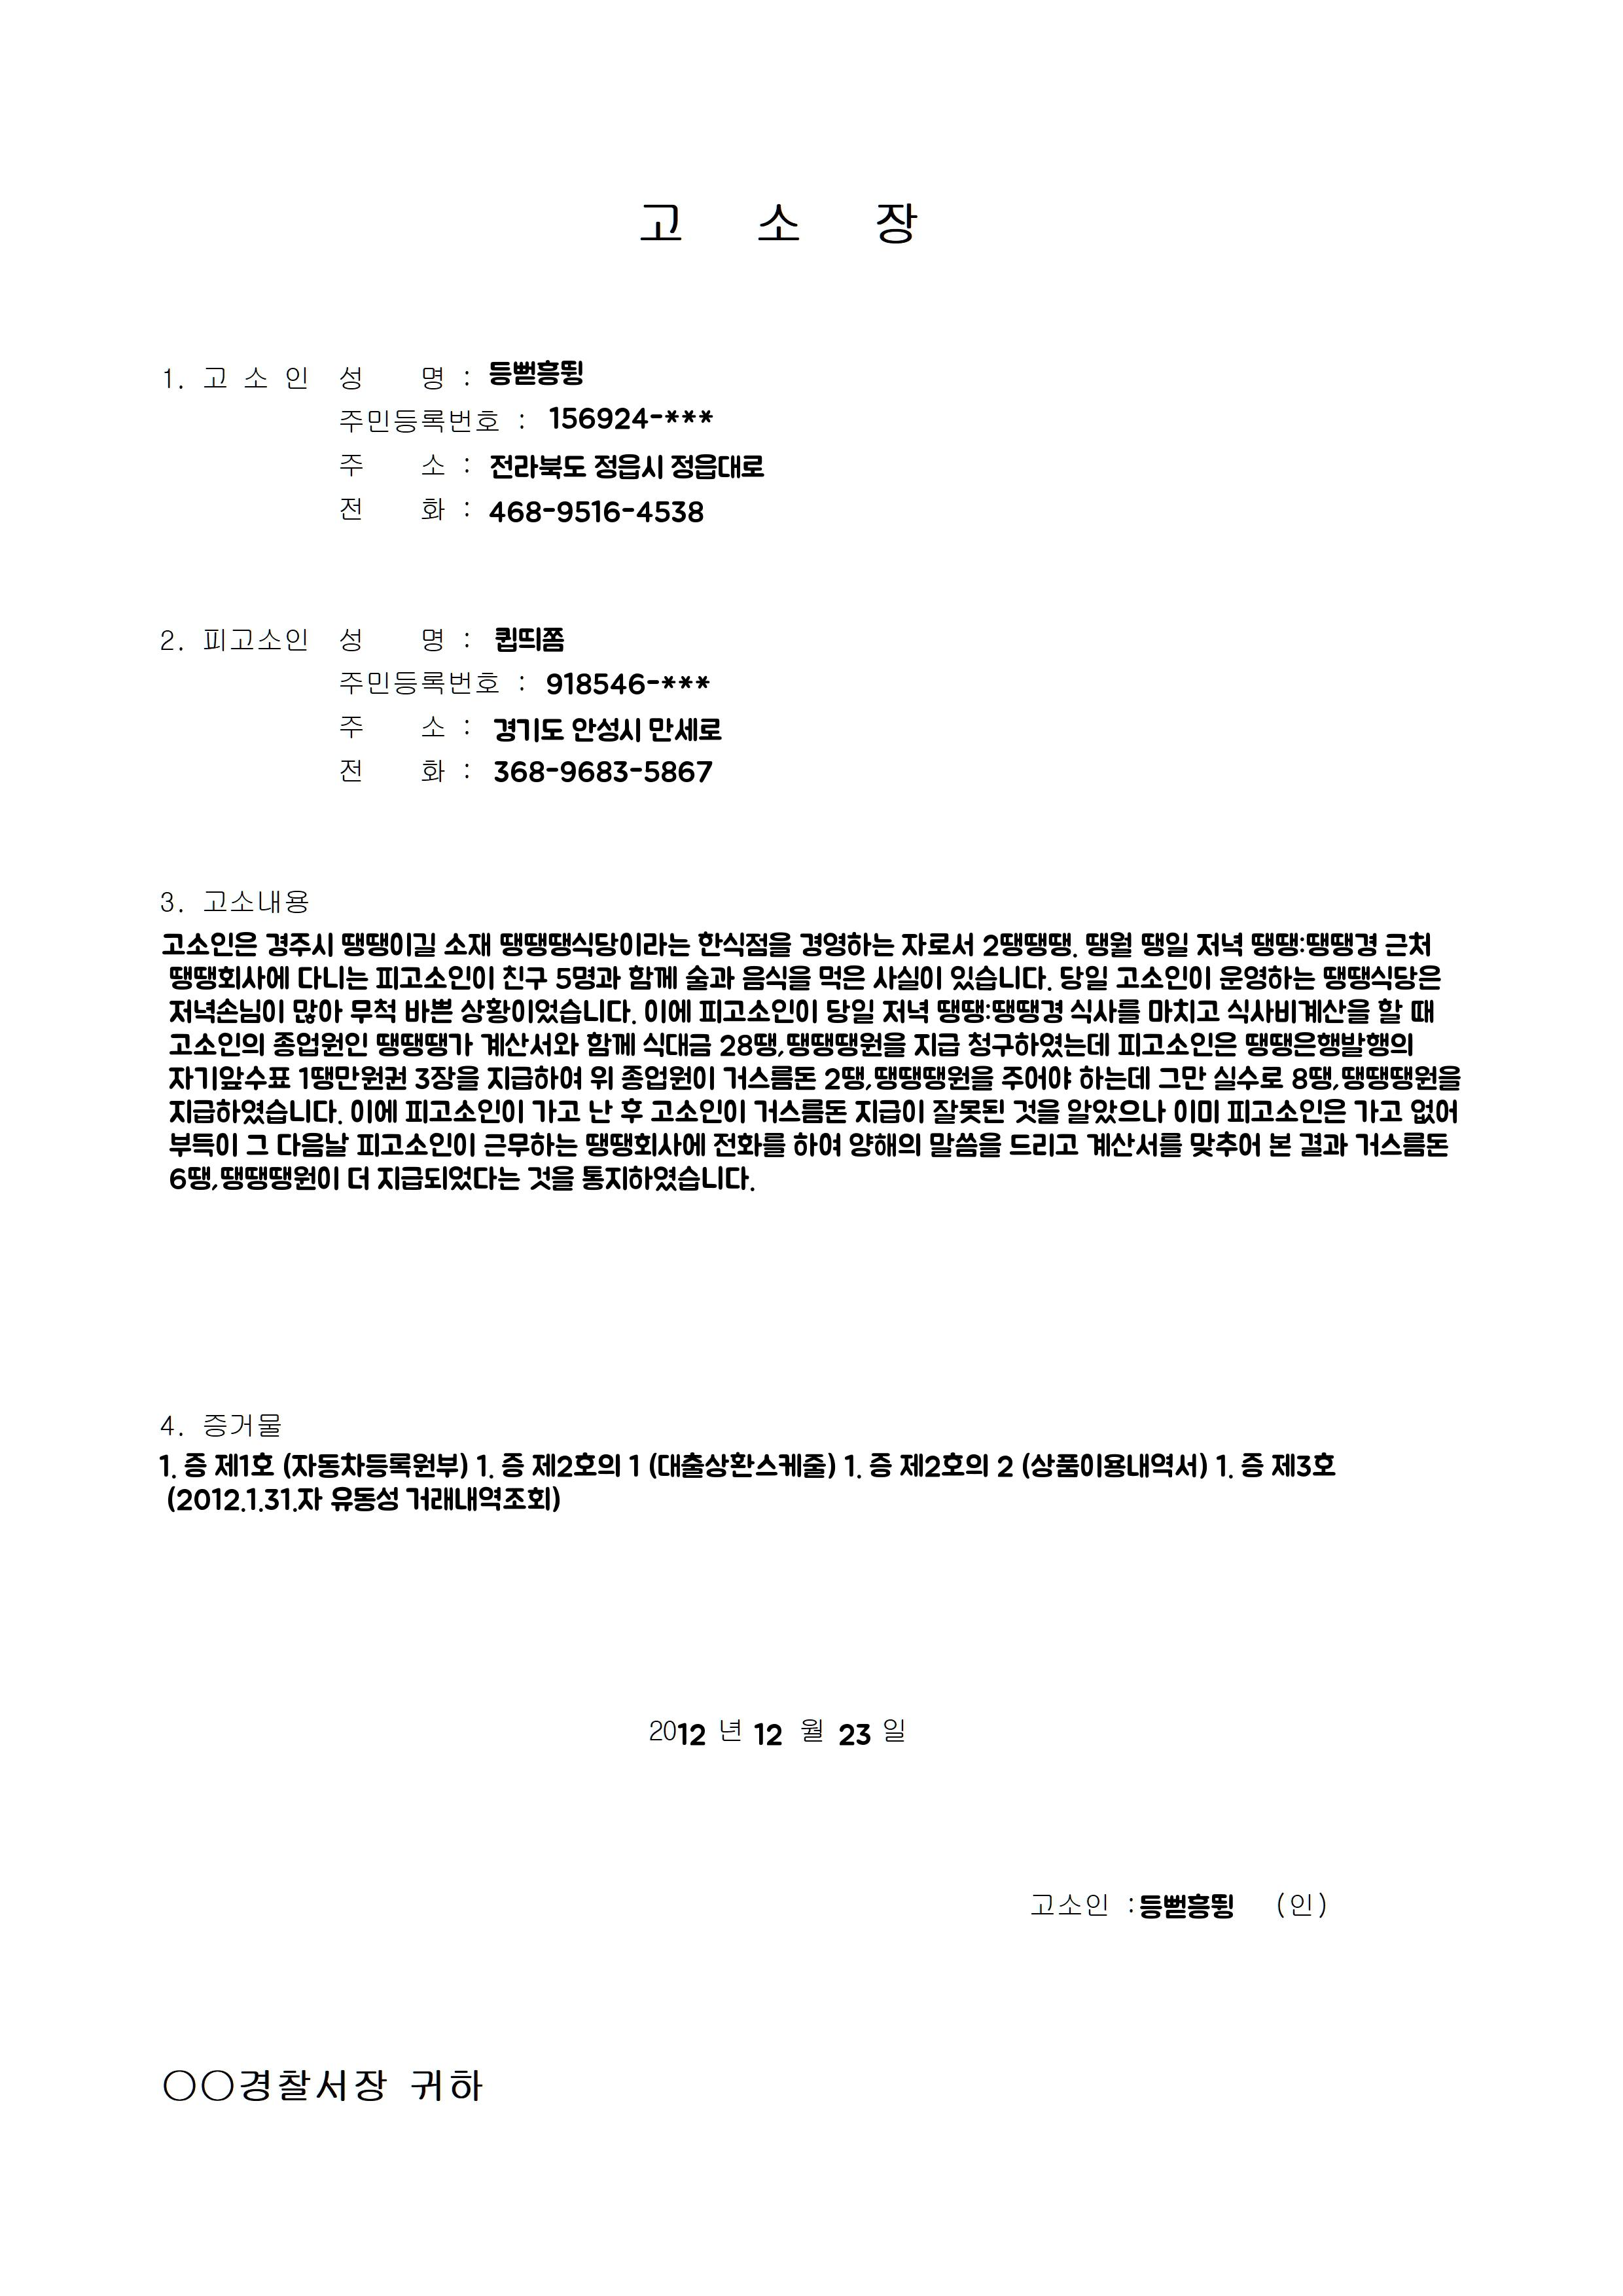 고 소 장
1. 고 소 인 성 명 : 등뻗흥뜅
주민등록번호 : 156924-***
주 소 : 전라북도 정읍시 정읍대로
전 화 : 468-9516-4538
2. 피고소인 성 명 : 큅띄쫌
주민등록번호 : 918546-***
주 소 : 경기도 안성시 만세로
전 화 : 368-9683-5867
3. 고소내용
고소인은 경주시 땡땡이길 소재 땡땡땡식당이라는 한식점을 경영하는 자로서 2땡땡땡. 땡월 땡일 저녁 땡땡:땡땡경 근처
땡땡회사에 다니는 피고소인이 친구 5명과 함께 술과 음식을 먹은 사실이 있습니다. 당일 고소인이 운영하는 땡땡식당은
저녁손님이 많아 무척 바쁜 상황이었습니다. 이에 피고소인이 당일 저녁 땡땡:땡땡경 식사를 마치고 식사비계산을 할 때
고소인의 종업원인 땡땡땡가 계산서와 함께 식대금 28땡,땡땡땡원을 지급 청구하였는데 피고소인은 땡땡은행발행의
자기앞수표 1땡만원권 3장을 지급하여 위 종업원이 거스름돈 2땡,땡땡땡원을 주어야 하는데 그만 실수로 8땡,땡땡땡원을
지급하였습니다. 이에 피고소인이 가고 난 후 고소인이 거스름돈 지급이 잘못된 것을 알았으나 이미 피고소인은 가고 없어
부득이 그 다음날 피고소인이 근무하는 땡땡회사에 전화를 하여 양해의 말씀을 드리고 계산서를 맞추어 본 결과 거스름돈
6땡,땡땡땡원이 더 지급되었다는 것을 통지하였습니다.
4. 증거물
1. 증 제1호 (자동차등록원부) 1. 증 제2호의 1 (대출상환스케줄) 1. 증 제2호의 2 (상품이용내역서) 1. 증 제3호
(2012.1.31.자 유동성 거래내역조회)
2012 년 12 월 23 일
고소인 :등뻗흥뜅 (인)
○○경찰서장 귀하